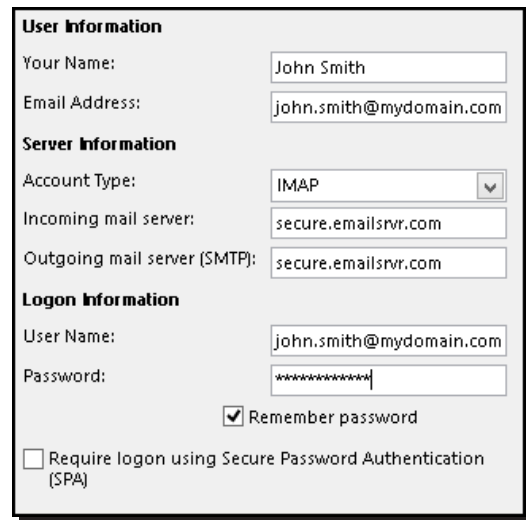 User Information
Your Name: John Smith
Email Address: john.smith@mydomain.com
Server Information
Account Type: IMAP
Incoming mail server: secure.emailsrvr.com
Outgoing mail server (SMTP): secure.emailsrvr.com
Logon Information
User Name: john.smith@mydomain.com
Password: ************
Remember password
Require logon using Secure Password Authentication
(SPA)